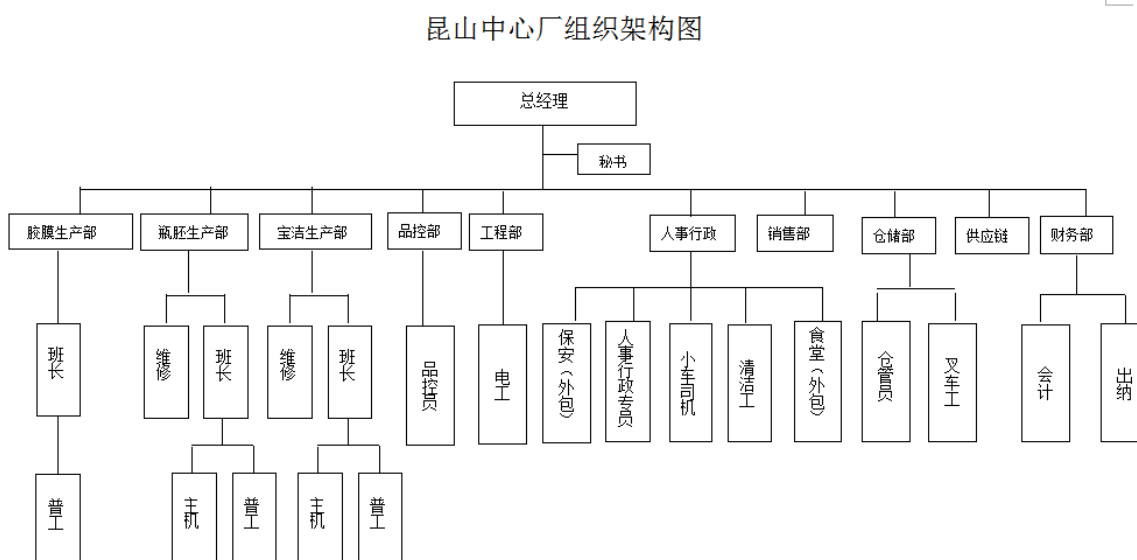 昆山中心厂组织架构图
总经理
秘书
胶膜生产部
瓶胚生产部
宝洁生产部
品控部
工程部
人事行政
销售部
仓储部
供应链
财务部
班长
维修
班长
维修
班长
品控员
电工
保安（外包）
人事行政专员
小车司机
清洁工
食堂（外包）
仓管员
叉车工
会计
出纳
普工
主机
普工
主机
普工